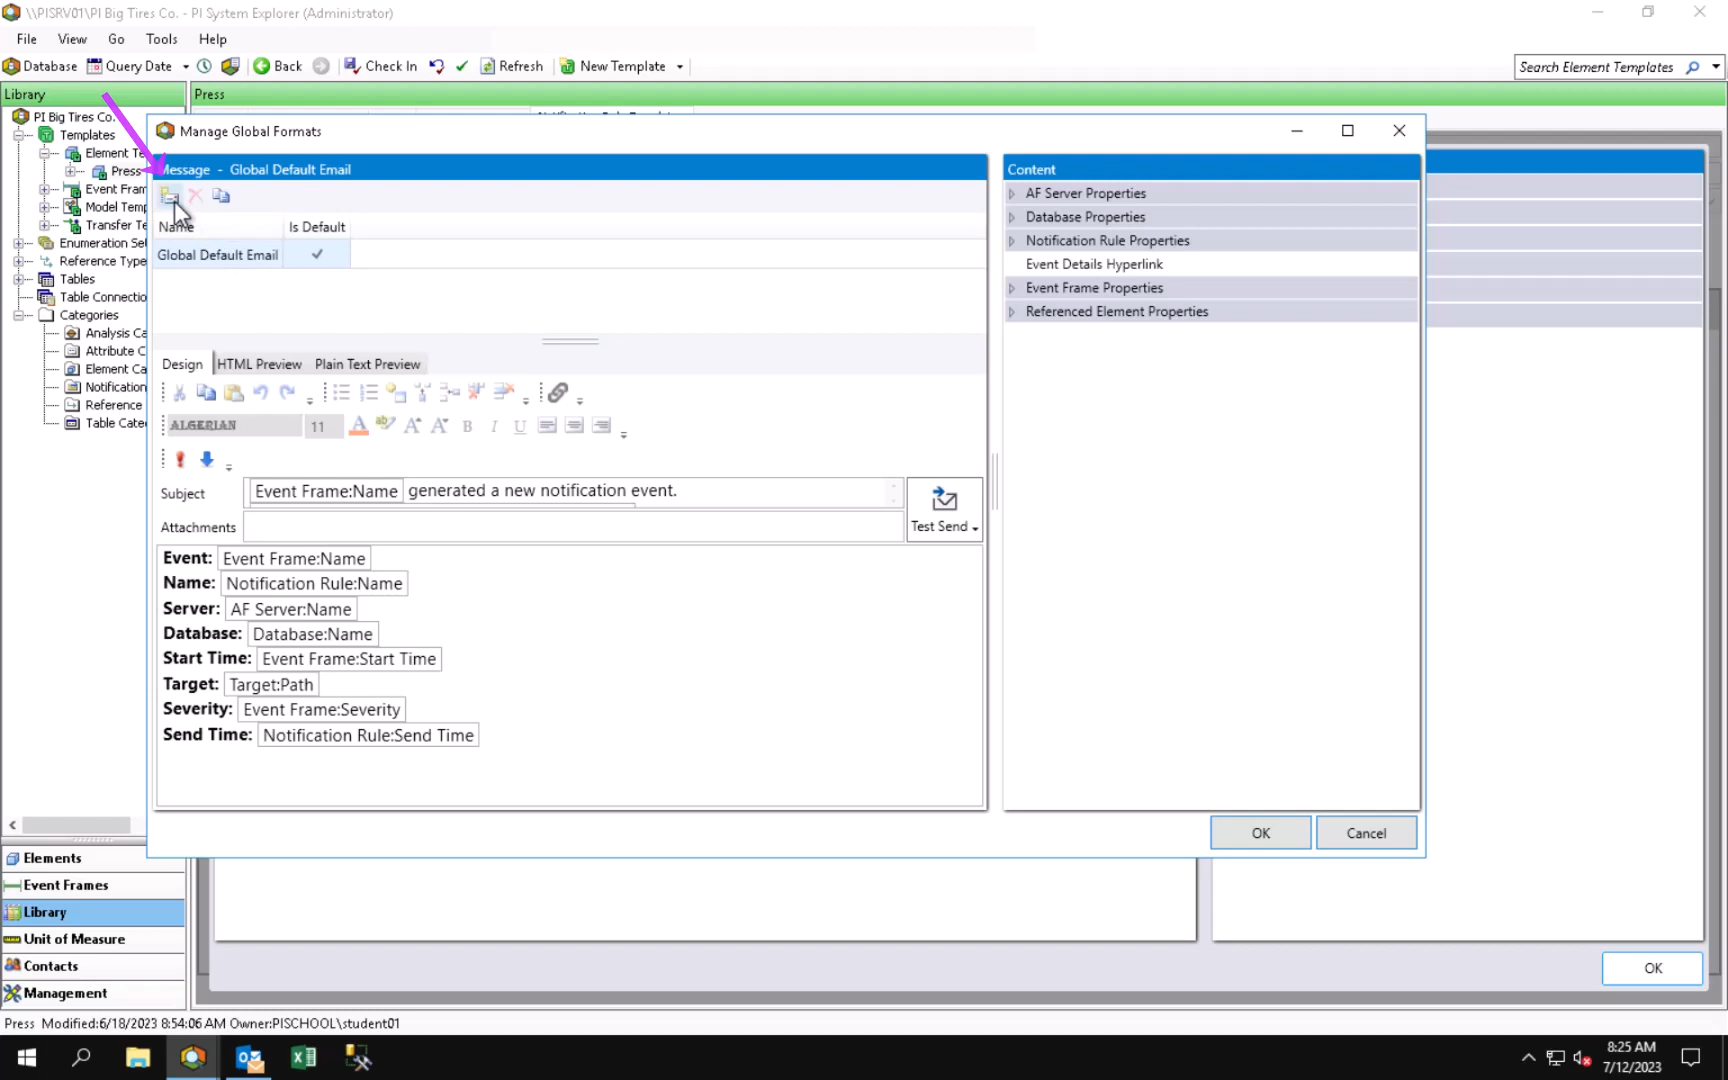 \\PISRV01\PI Big Tires Co. - PI System Explorer (Administrator)
File View Go Tools Help
Database Query Date Back Check In Refresh New Template
Search Element Templates
Library
Press
PI Big Tires Co.
Templates
Element Te
Press
Event Fram
Model Temp
Transfer Te
Enumeration Set
Reference Type
Tables
Table Connectio
Categories
Analysis Ca
Attribute C
Element Ca
Notification
Reference
Table Cate
Manage Global Formats
Message - Global Default Email
Name Is Default
Global Default Email
Design HTML Preview Plain Text Preview
ALGERIAN 11 A B I U
Subject Event Frame:Name generated a new notification event.
Attachments
Test Send
Event: Event Frame:Name
Name: Notification Rule:Name
Server: AF Server:Name
Database: Database:Name
Start Time: Event Frame:Start Time
Target: Target:Path
Severity: Event Frame:Severity
Send Time: Notification Rule:Send Time
Content
AF Server Properties
Database Properties
Notification Rule Properties
Event Details Hyperlink
Event Frame Properties
Referenced Element Properties
OK Cancel
OK
Elements
Event Frames
Library
Unit of Measure
Contacts
Management
Press Modified:6/18/2023 8:54:06 AM Owner:PISCHOOL\student01
8:25 AM
7/12/2023